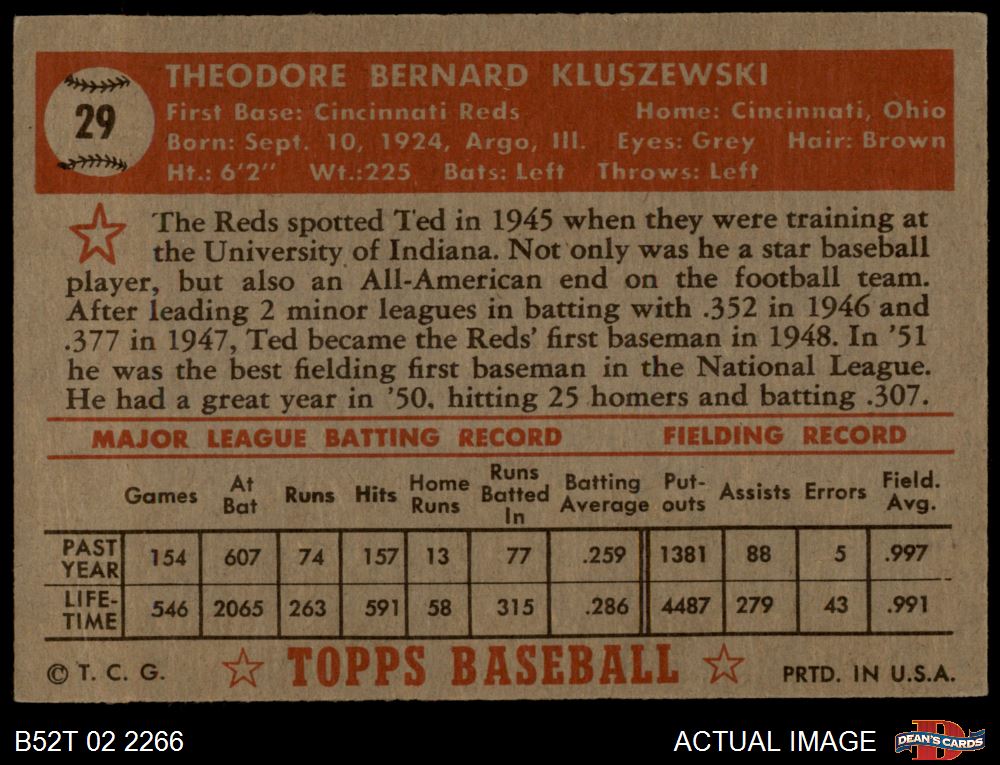 THEODORE BERNARD KLUSZEWSKI
29
First Base: Cincinnati Reds Home: Cincinnati, Ohio
Born: Sept. 10, 1924, Argo, Ill. Eyes: Grey Hair: Brown
Ht.: 6'2" Wt.:225 Bats: Left Throws: Left
The Reds spotted Ted in 1945 when they were training at
the University of Indiana. Not only was he a star baseball
player, but also an All-American end on the football team.
After leading 2 minor leagues in batting with .352 in 1946 and
.377 in 1947, Ted became the Reds' first baseman in 1948. In '51
he was the best fielding first baseman in the National League.
He had a great year in '50, hitting 25 homers and batting .307.
MAJOR LEAGUE BATTING RECORD FIELDING RECORD
Games At Bat Runs Hits Home Runs Runs Batted In Batting Average Put-outs Assists Errors Field. Avg.
PAST YEAR 154 607 74 157 13 77 .259 1381 88 5 .997
LIFE-TIME 546 2065 263 591 58 315 .286 4487 279 43 .991
© T. C. G. TOPPS BASEBALL PRTD. IN U.S.A.
B52T 02 2266 ACTUAL IMAGE DEAN'S CARDS